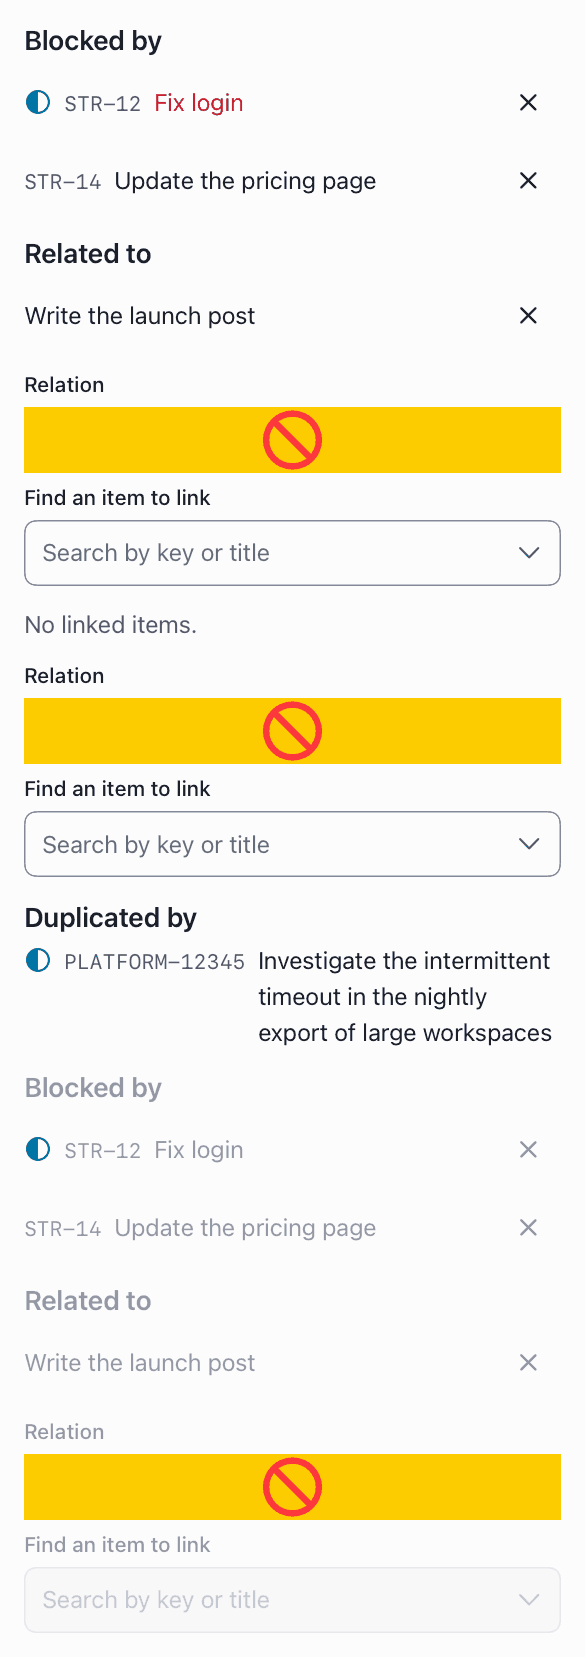 Blocked by
STR-12 Fix login
STR-14 Update the pricing page
Related to
Write the launch post
Relation
Find an item to link
Search by key or title
No linked items.
Relation
Find an item to link
Search by key or title
Duplicated by
PLATFORM-12345 Investigate the intermittent
timeout in the nightly
export of large workspaces
Blocked by
STR-12 Fix login
STR-14 Update the pricing page
Related to
Write the launch post
Relation
Find an item to link
Search by key or title